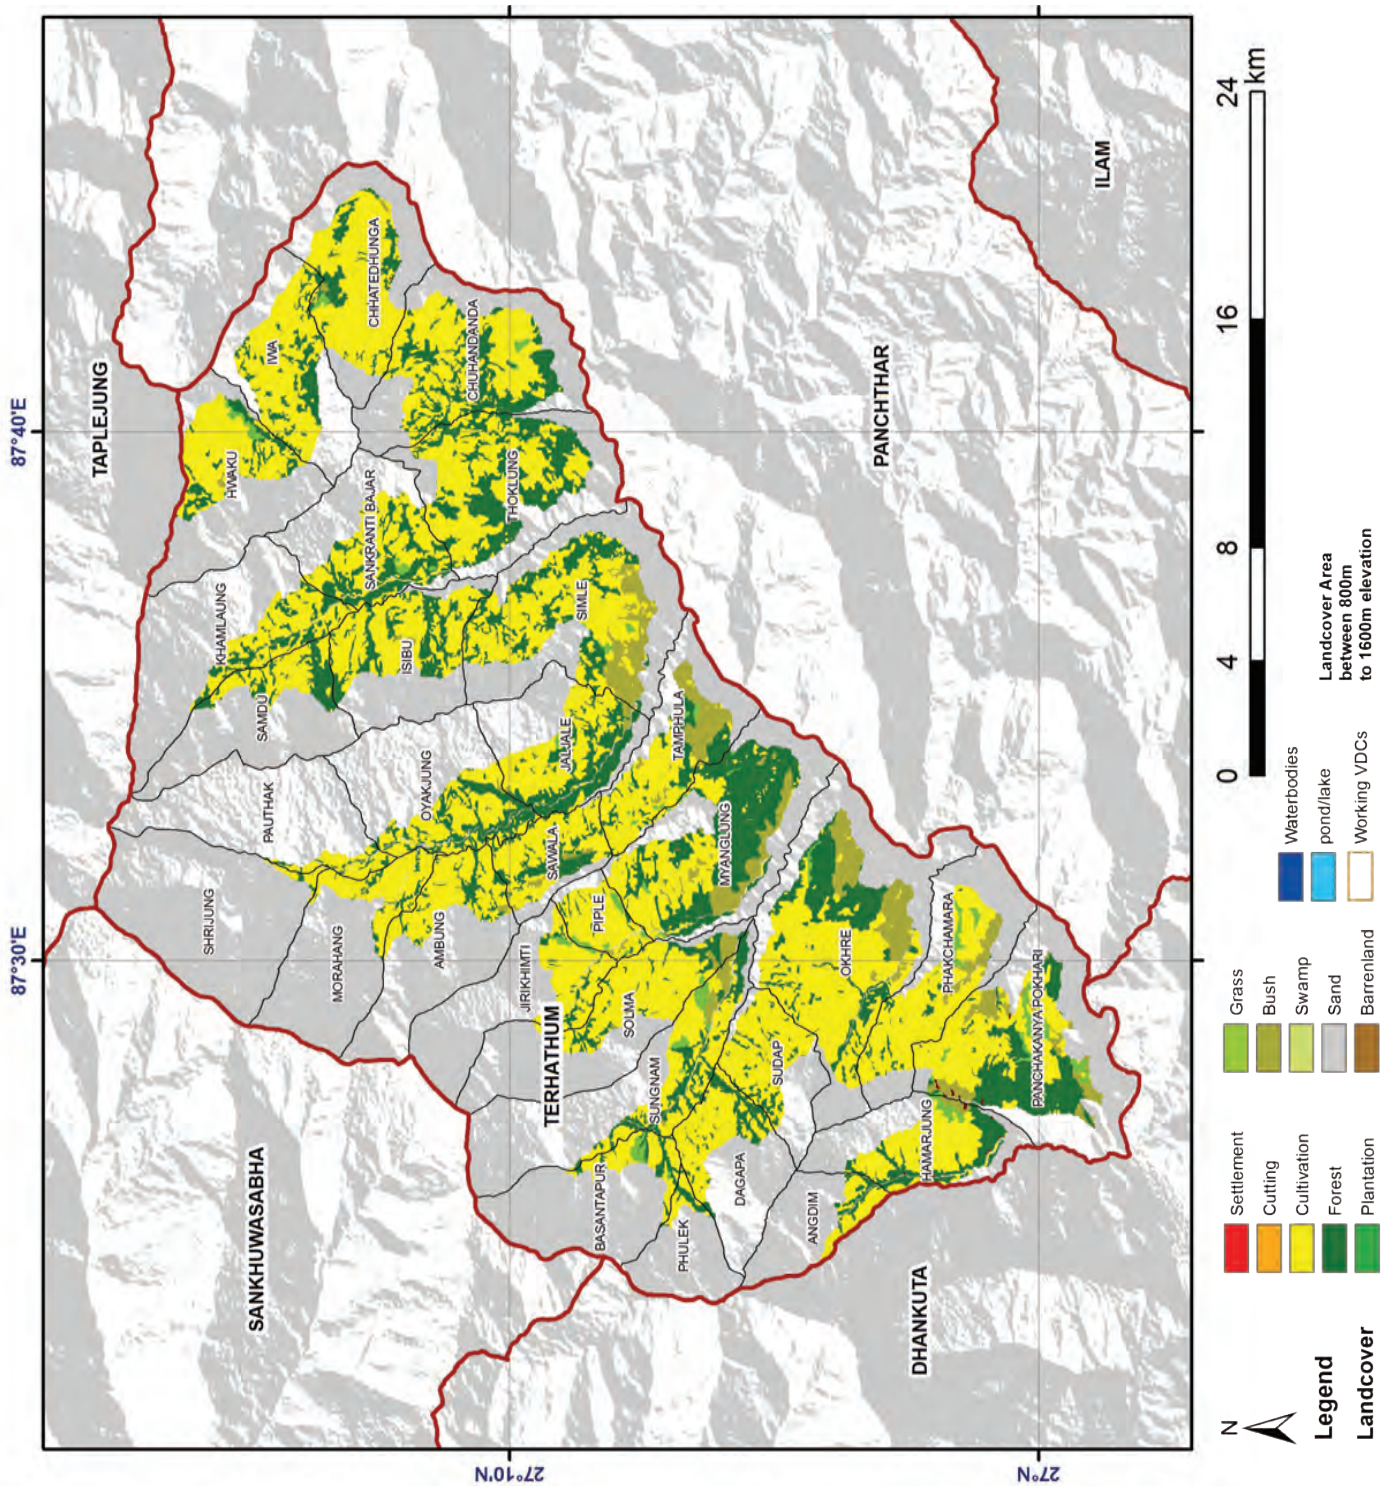 87°30'E
87°40'E
27°10'N
27°N
TAPLEJUNG
SANKHUWASABHA
TERHATHUM
PANCHTHAR
DHANKUTA
ILAM
CHHATEDHUNGA
IWA
HWAKU
CHUHANDANDA
THOKLUNG
SANKRANTI BAJAR
KHAMLAUNG
SAMDU
ISIBU
SIMLE
PAUTHAK
OYAKJUNG
JALJALE
TAMPHULA
SHRIJUNG
MORAHANG
AMBUNG
SAWALA
MYANGLUNG
JIRIKHIMTI
PIPLE
SOLMA
OKHRE
PHAKCHAMARA
SUNGNAM
SUDAP
PANCHAKANYA POKHARI
BASANTAPUR
DAGAPA
PHULEK
ANGDIM
HAMARJUNG
N
0 4 8 16 24
km
Legend
Landcover
Settlement
Cutting
Cultivation
Forest
Plantation
Grass
Bush
Swamp
Sand
Barrenland
Waterbodies
pond/lake
Working VDCs
Landcover Area
between 800m
to 1600m elevation